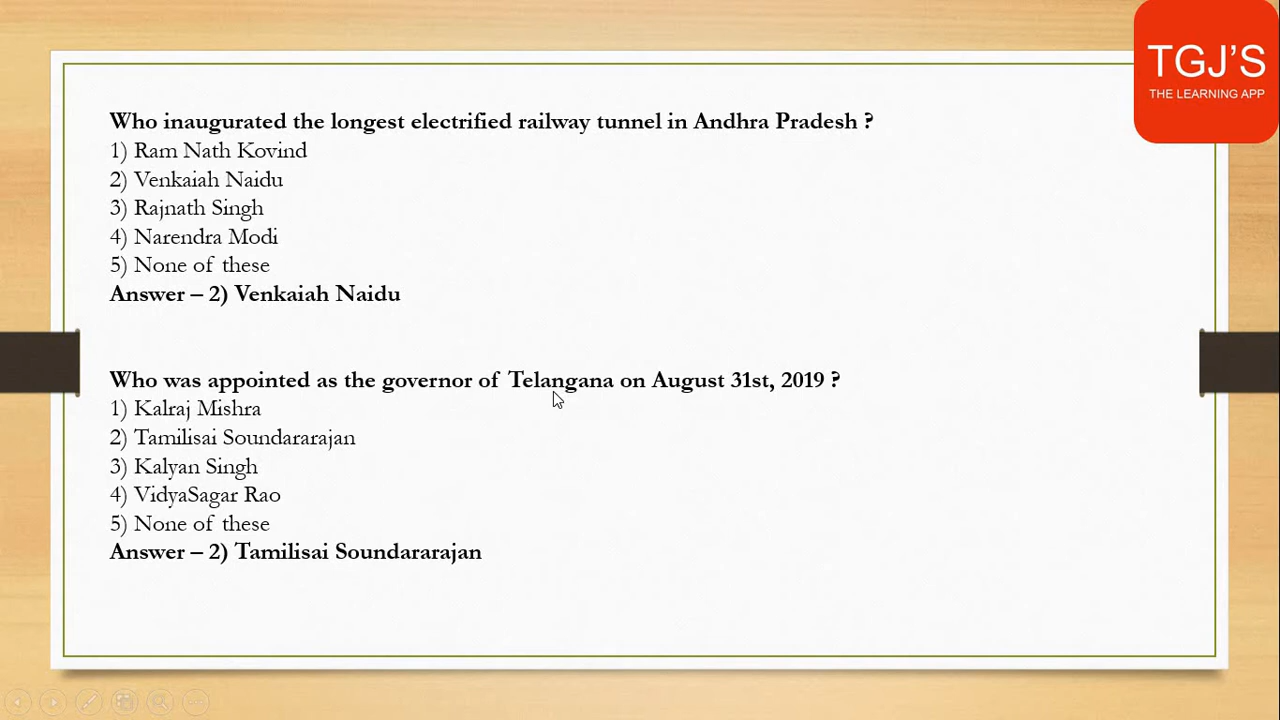 TGJ'S
THE LEARNING APP
Who inaugurated the longest electrified railway tunnel in Andhra Pradesh ?
1) Ram Nath Kovind
2) Venkaiah Naidu
3) Rajnath Singh
4) Narendra Modi
5) None of these
Answer – 2) Venkaiah Naidu
Who was appointed as the governor of Telangana on August 31st, 2019 ?
1) Kalraj Mishra
2) Tamilisai Soundararajan
3) Kalyan Singh
4) VidyaSagar Rao
5) None of these
Answer – 2) Tamilisai Soundararajan